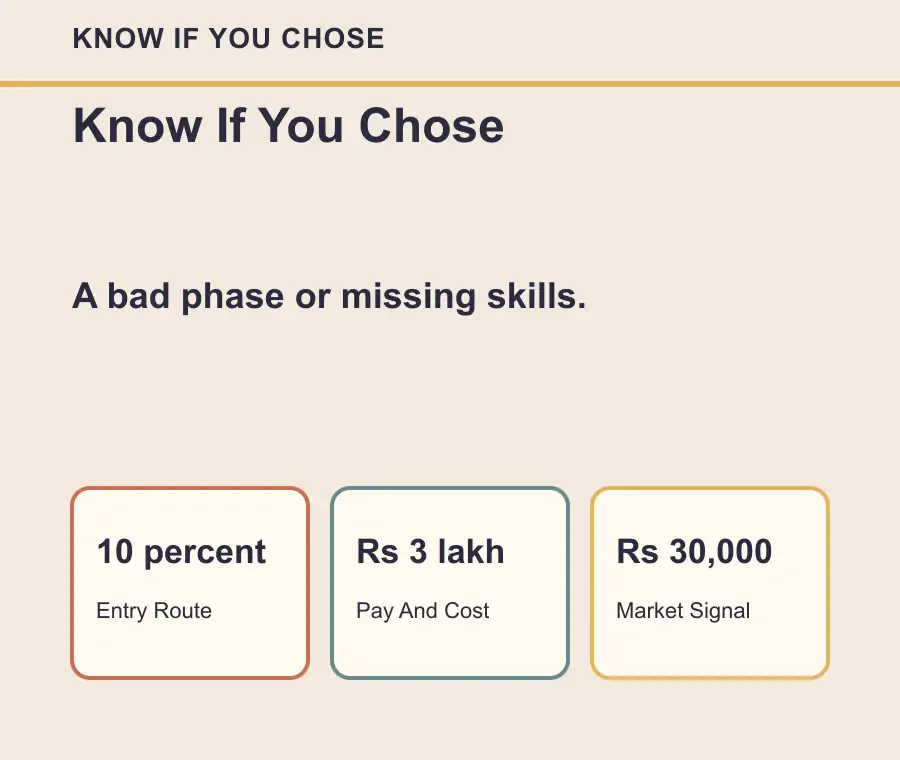 KNOW IF YOU CHOSE
Know If You Chose
A bad phase or missing skills.
10 percent
Entry Route
Rs 3 lakh
Pay And Cost
Rs 30,000
Market Signal